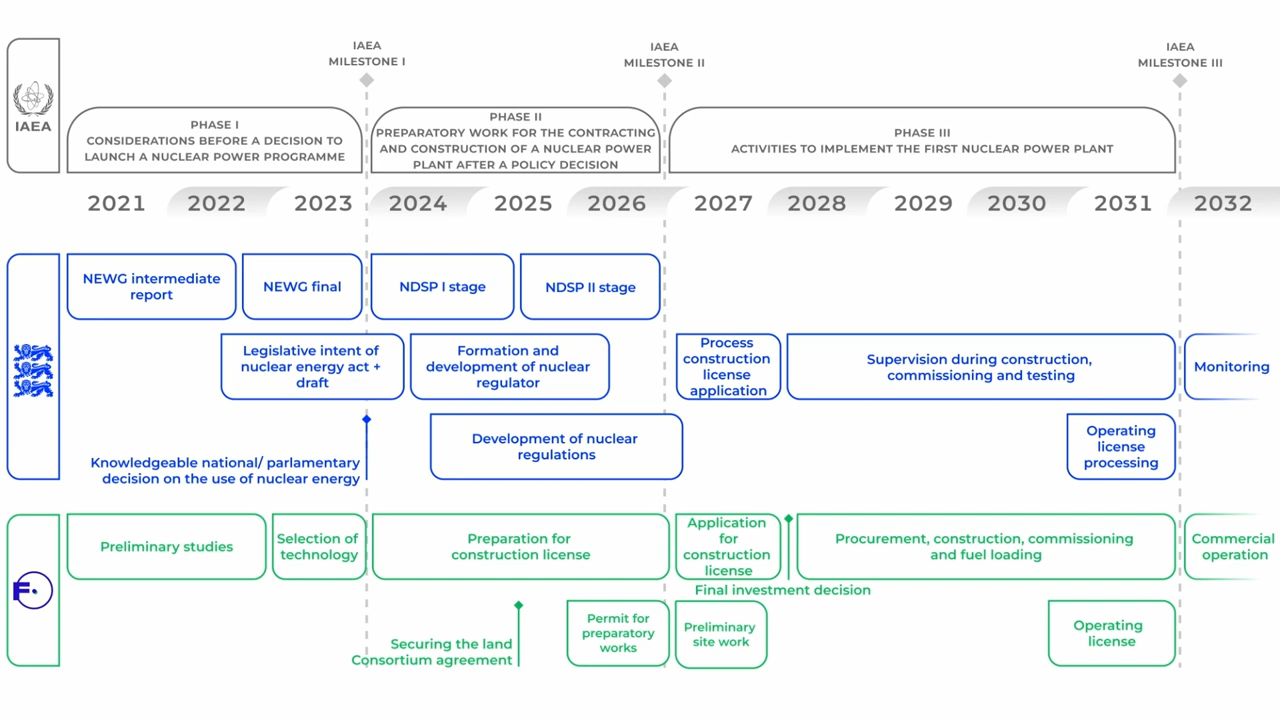 IAEA
MILESTONE I
IAEA
MILESTONE II
IAEA
MILESTONE III
IAEA
PHASE I
CONSIDERATIONS BEFORE A DECISION TO
LAUNCH A NUCLEAR POWER PROGRAMME
PHASE II
PREPARATORY WORK FOR THE CONTRACTING
AND CONSTRUCTION OF A NUCLEAR POWER
PLANT AFTER A POLICY DECISION
PHASE III
ACTIVITIES TO IMPLEMENT THE FIRST NUCLEAR POWER PLANT
2021 2022 2023 2024 2025 2026 2027 2028 2029 2030 2031 2032
NEWG intermediate
report
NEWG final
NDSP I stage
NDSP II stage
Legislative intent of
nuclear energy act +
draft
Formation and
development of nuclear
regulator
Process
construction
license
application
Supervision during construction,
commissioning and testing
Monitoring
Knowledgeable national/ parlamentary
decision on the use of nuclear energy
Development of nuclear
regulations
Operating
license
processing
Preliminary studies
Selection of
technology
Preparation for
construction license
Application
for
construction
license
Procurement, construction, commissioning
and fuel loading
Commercial
operation
F
Final investment decision
Securing the land
Consortium agreement
Permit for
preparatory
works
Preliminary
site work
Operating
license